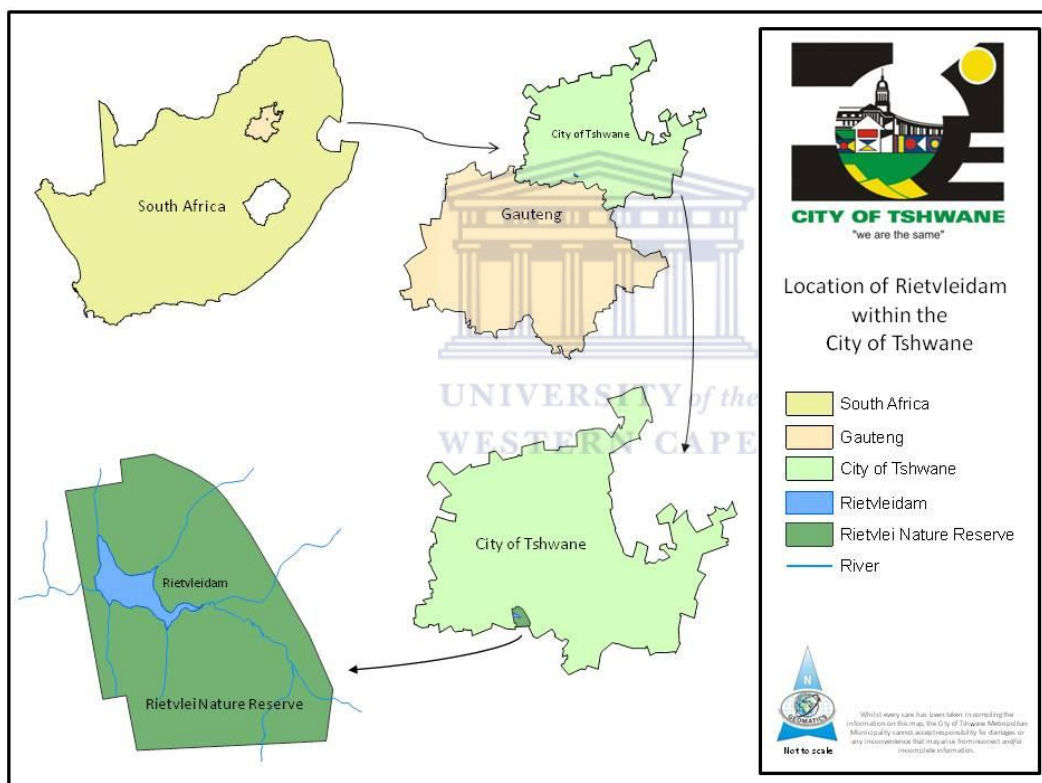 South Africa
City of Tshwane
Gauteng
UNIVERSITY of the
WESTERN CAPE
City of Tshwane
Rietvleidam
Rietvlei Nature Reserve
CITY OF TSHWANE
"we are the same"
Location of Rietvleidam
within the
City of Tshwane
South Africa
Gauteng
City of Tshwane
Rietvleidam
Rietvlei Nature Reserve
River
N
GEOMATICS
Not to scale
Whilst every care has been taken in compiling the
information on this map, the City of Tshwane Metropolitan
Municipality cannot accept responsibility for damages or
any inconvenience that may arise from incorrect and/or
incomplete information.